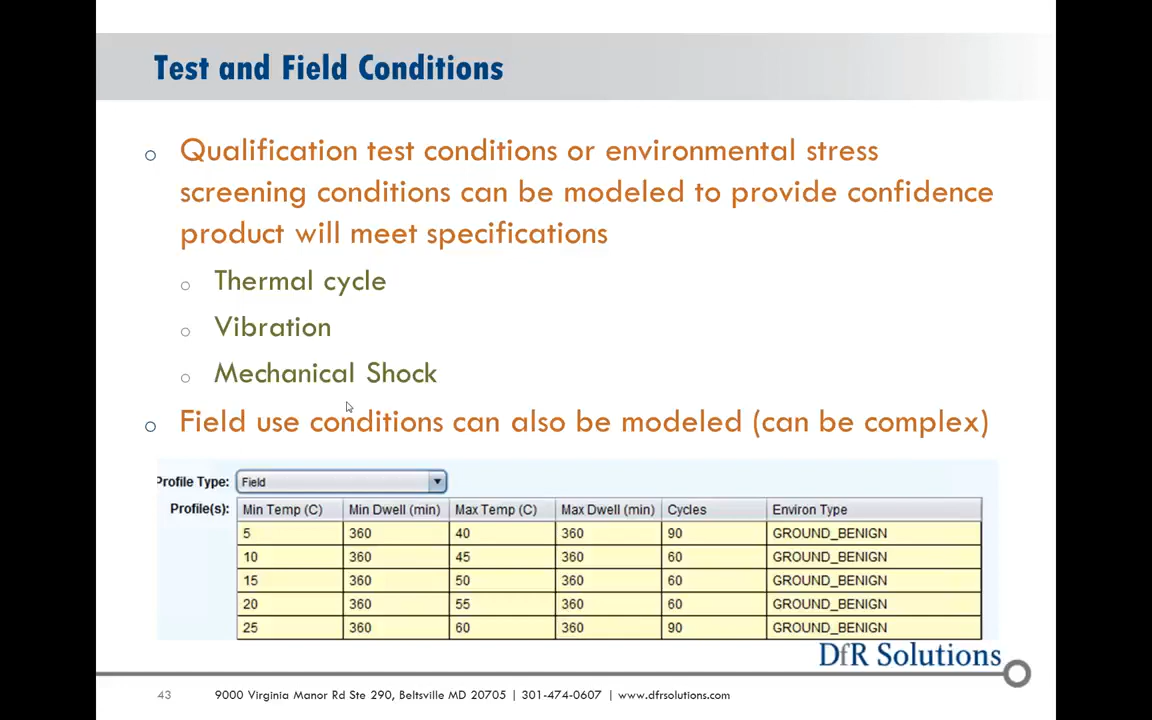 Test and Field Conditions
Qualification test conditions or environmental stress
screening conditions can be modeled to provide confidence
product will meet specifications
Thermal cycle
Vibration
Mechanical Shock
Field use conditions can also be modeled (can be complex)
Profile Type: Field
Profile(s): Min Temp (C) Min Dwell (min) Max Temp (C) Max Dwell (min) Cycles Environ Type
5 360 40 360 90 GROUND_BENIGN
10 360 45 360 60 GROUND_BENIGN
15 360 50 360 60 GROUND_BENIGN
20 360 55 360 60 GROUND_BENIGN
25 360 60 360 90 GROUND_BENIGN
DfR Solutions
43 9000 Virginia Manor Rd Ste 290, Beltsville MD 20705 | 301-474-0607 | www.dfrsolutions.com